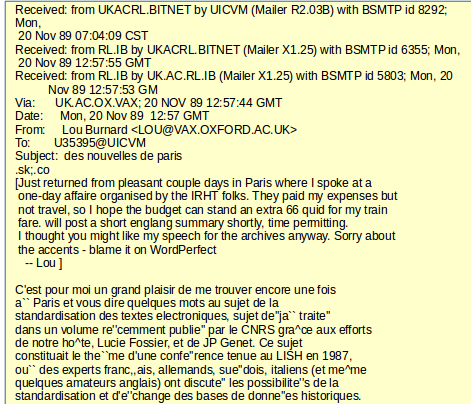 Received: from UKACRL.BITNET by UICVM (Mailer R2.03B) with BSMTP id 8292;
Mon,
20 Nov 89 07:04:09 CST
Received: from RL.IB by UKACRL.BITNET (Mailer X1.25) with BSMTP id 6355; Mon,
20 Nov 89 12:57:55 GMT
Received: from RL.IB by UK.AC.RL.IB (Mailer X1.25) with BSMTP id 5803; Mon, 20
Nov 89 12:57:53 GM
Via: UK.AC.OX.VAX; 20 NOV 89 12:57:44 GMT
Date: Mon, 20 Nov 89 12:57 GMT
From: Lou Burnard <LOU@VAX.OXFORD.AC.UK>
To: U35395@UICVM
Subject: des nouvelles de paris
.sk;.co
[Just returned from pleasant couple days in Paris where I spoke at a
one-day affaire organised by the IRHT folks. They paid my expenses but
not travel, so I hope the budget can stand an extra 66 quid for my train
fare. will post a short englang summary shortly, time permitting.
I thought you might like my speech for the archives anyway. Sorry about
the accents - blame it on WordPerfect
-- Lou ]

C'est pour moi un grand plaisir de me trouver encore une fois
a`` Paris et vous dire quelques mots au sujet de la
standardisation des textes electroniques, sujet de''ja`` traite''
dans un volume re''cemment publie'' par le CNRS gra^ce aux efforts
de notre ho^te, Lucie Fossier, et de JP Genet. Ce sujet
constituait le the``me d'une confe''rence tenue au LISH en 1987,
ou`` des experts franc,,ais, allemands, sue''dois, italiens (et me^me
quelques amateurs anglais) ont discute'' les possibilite''s de la
standardisation et d'e''change des bases de donne''es historiques.